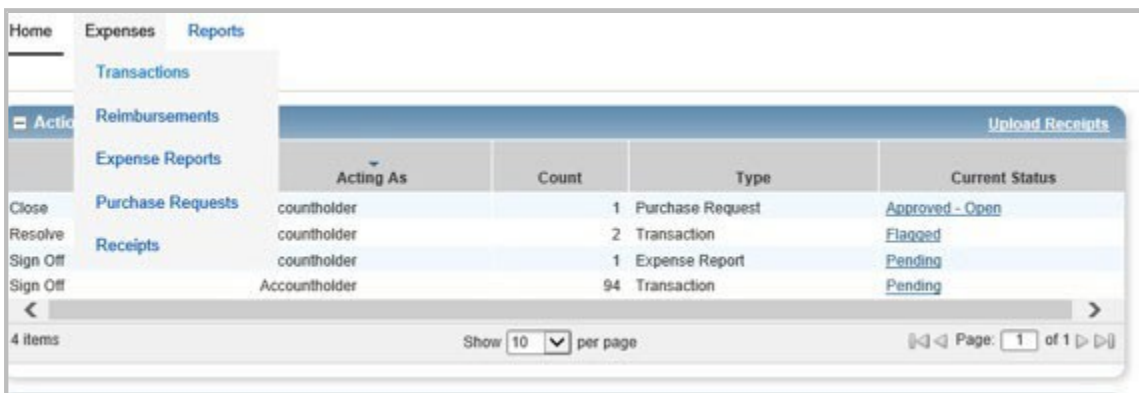 Home Expenses Reports
Transactions
Reimbursements
Expense Reports
Purchase Requests
Receipts
Actio Upload Receipts
Acting As Count Type Current Status
Close countholder 1 Purchase Request Approved - Open
Resolve countholder 2 Transaction Flagged
Sign Off countholder 1 Expense Report Pending
Sign Off Accountholder 94 Transaction Pending
4 items Show 10 per page Page: 1 of 1